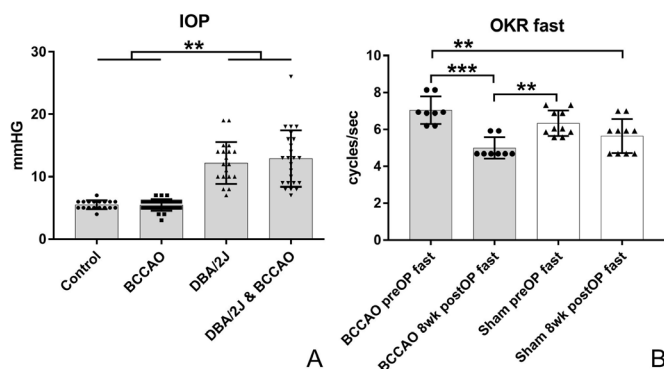 IOP
**
30
20
10
0
mmHG
Control
BCCAO
DBA/2J
DBA/2J & BCCAO
A
OKR fast
**
***
**
10
8
6
4
2
0
cycles/sec
BCCAO preOP fast
BCCAO 8wk postOP fast
Sham preOP fast
Sham 8wk postOP fast
B